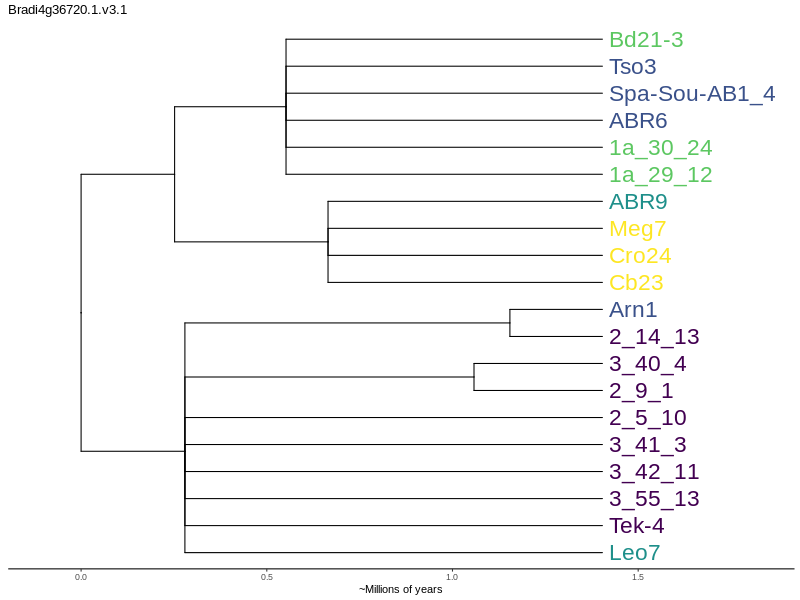 Bradi4g36720.1.v3.1
Bd21-3
Tso3
Spa-Sou-AB1_4
ABR6
1a_30_24
1a_29_12
ABR9
Meg7
Cro24
Cb23
Arn1
2_14_13
3_40_4
2_9_1
2_5_10
3_41_3
3_42_11
3_55_13
Tek-4
Leo7
0.0 0.5 1.0 1.5
~Millions of years